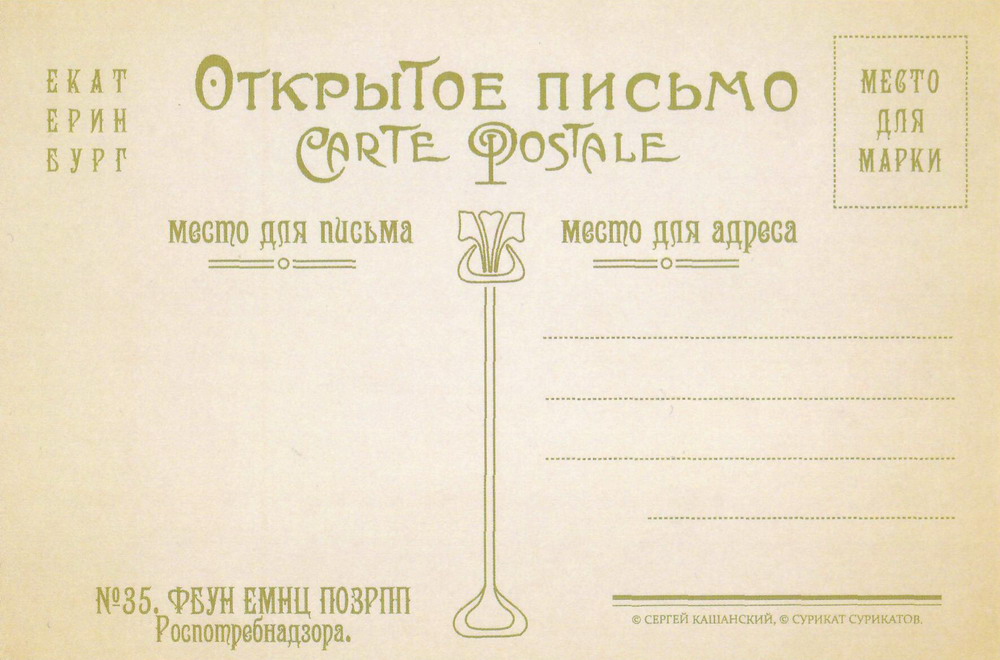 ЕКАТ
ЕРИН
БУРГ
ОТКРЫТОЕ ПИСЬМО
CARTE POSTALE
МЕСТО
ДЛЯ
МАРКИ
место для письма
место для адреса
№35. ФБУН ЕМНЦ ПОЗРПП
Роспотребнадзора.
© СЕРГЕЙ КАШАНСКИЙ, © СУРИКАТ СУРИКАТОВ.